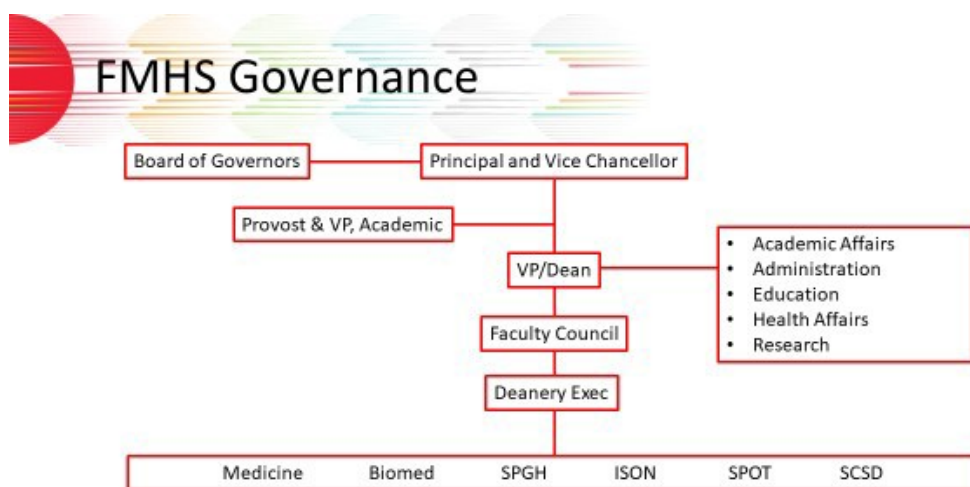 FMHS Governance
Board of Governors
Principal and Vice Chancellor
Provost & VP, Academic
VP/Dean
• Academic Affairs
• Administration
• Education
• Health Affairs
• Research
Faculty Council
Deanery Exec
Medicine Biomed SPGH ISON SPOT SCSD